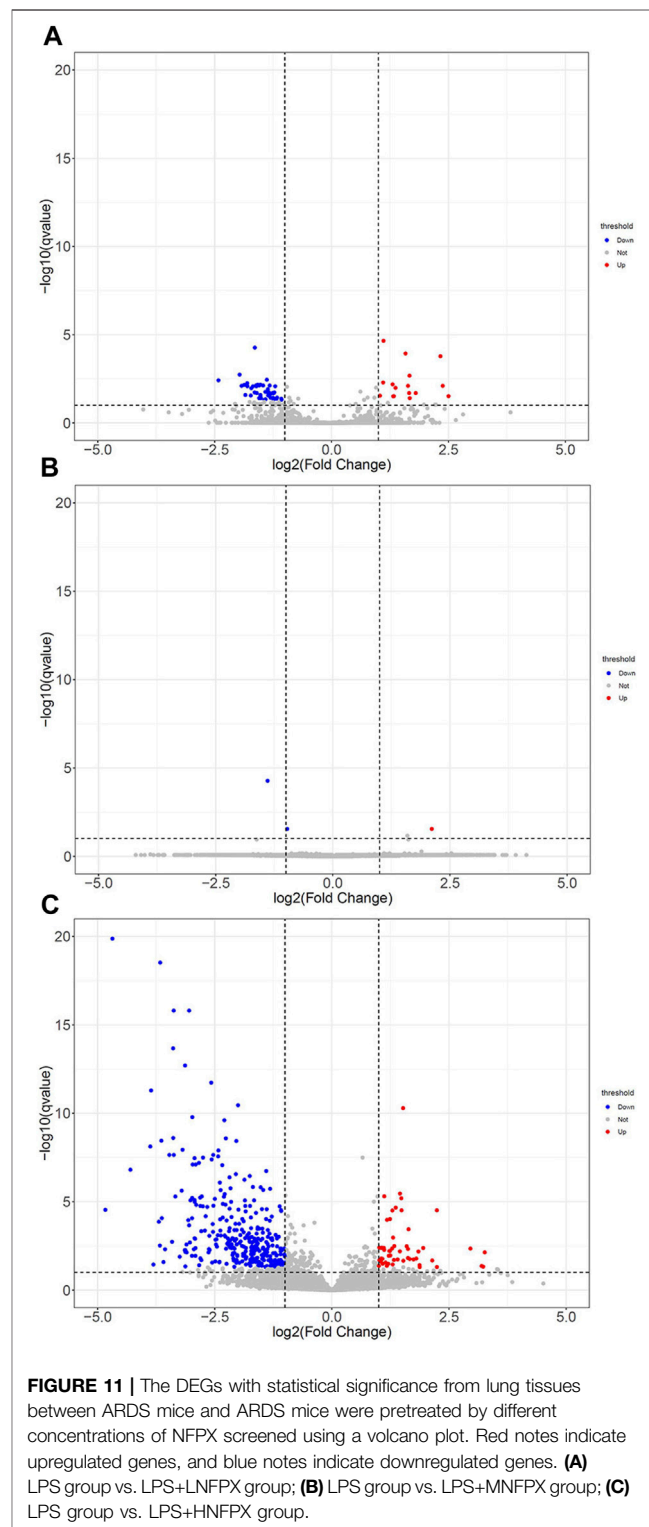 A
20
15
10
5
0
−log10(qvalue)
−5.0 −2.5 0.0 2.5 5.0
log2(Fold Change)
threshold
Down
Not
Up
B
20
15
10
5
0
−log10(qvalue)
−5.0 −2.5 0.0 2.5 5.0
log2(Fold Change)
threshold
Down
Not
Up
C
20
15
10
5
0
−log10(qvalue)
−5.0 −2.5 0.0 2.5 5.0
log2(Fold Change)
threshold
Down
Not
Up
FIGURE 11 | The DEGs with statistical significance from lung tissues
between ARDS mice and ARDS mice were pretreated by different
concentrations of NFPX screened using a volcano plot. Red notes indicate
upregulated genes, and blue notes indicate downregulated genes. (A)
LPS group vs. LPS+LNFPX group; (B) LPS group vs. LPS+MNFPX group; (C)
LPS group vs. LPS+HNFPX group.